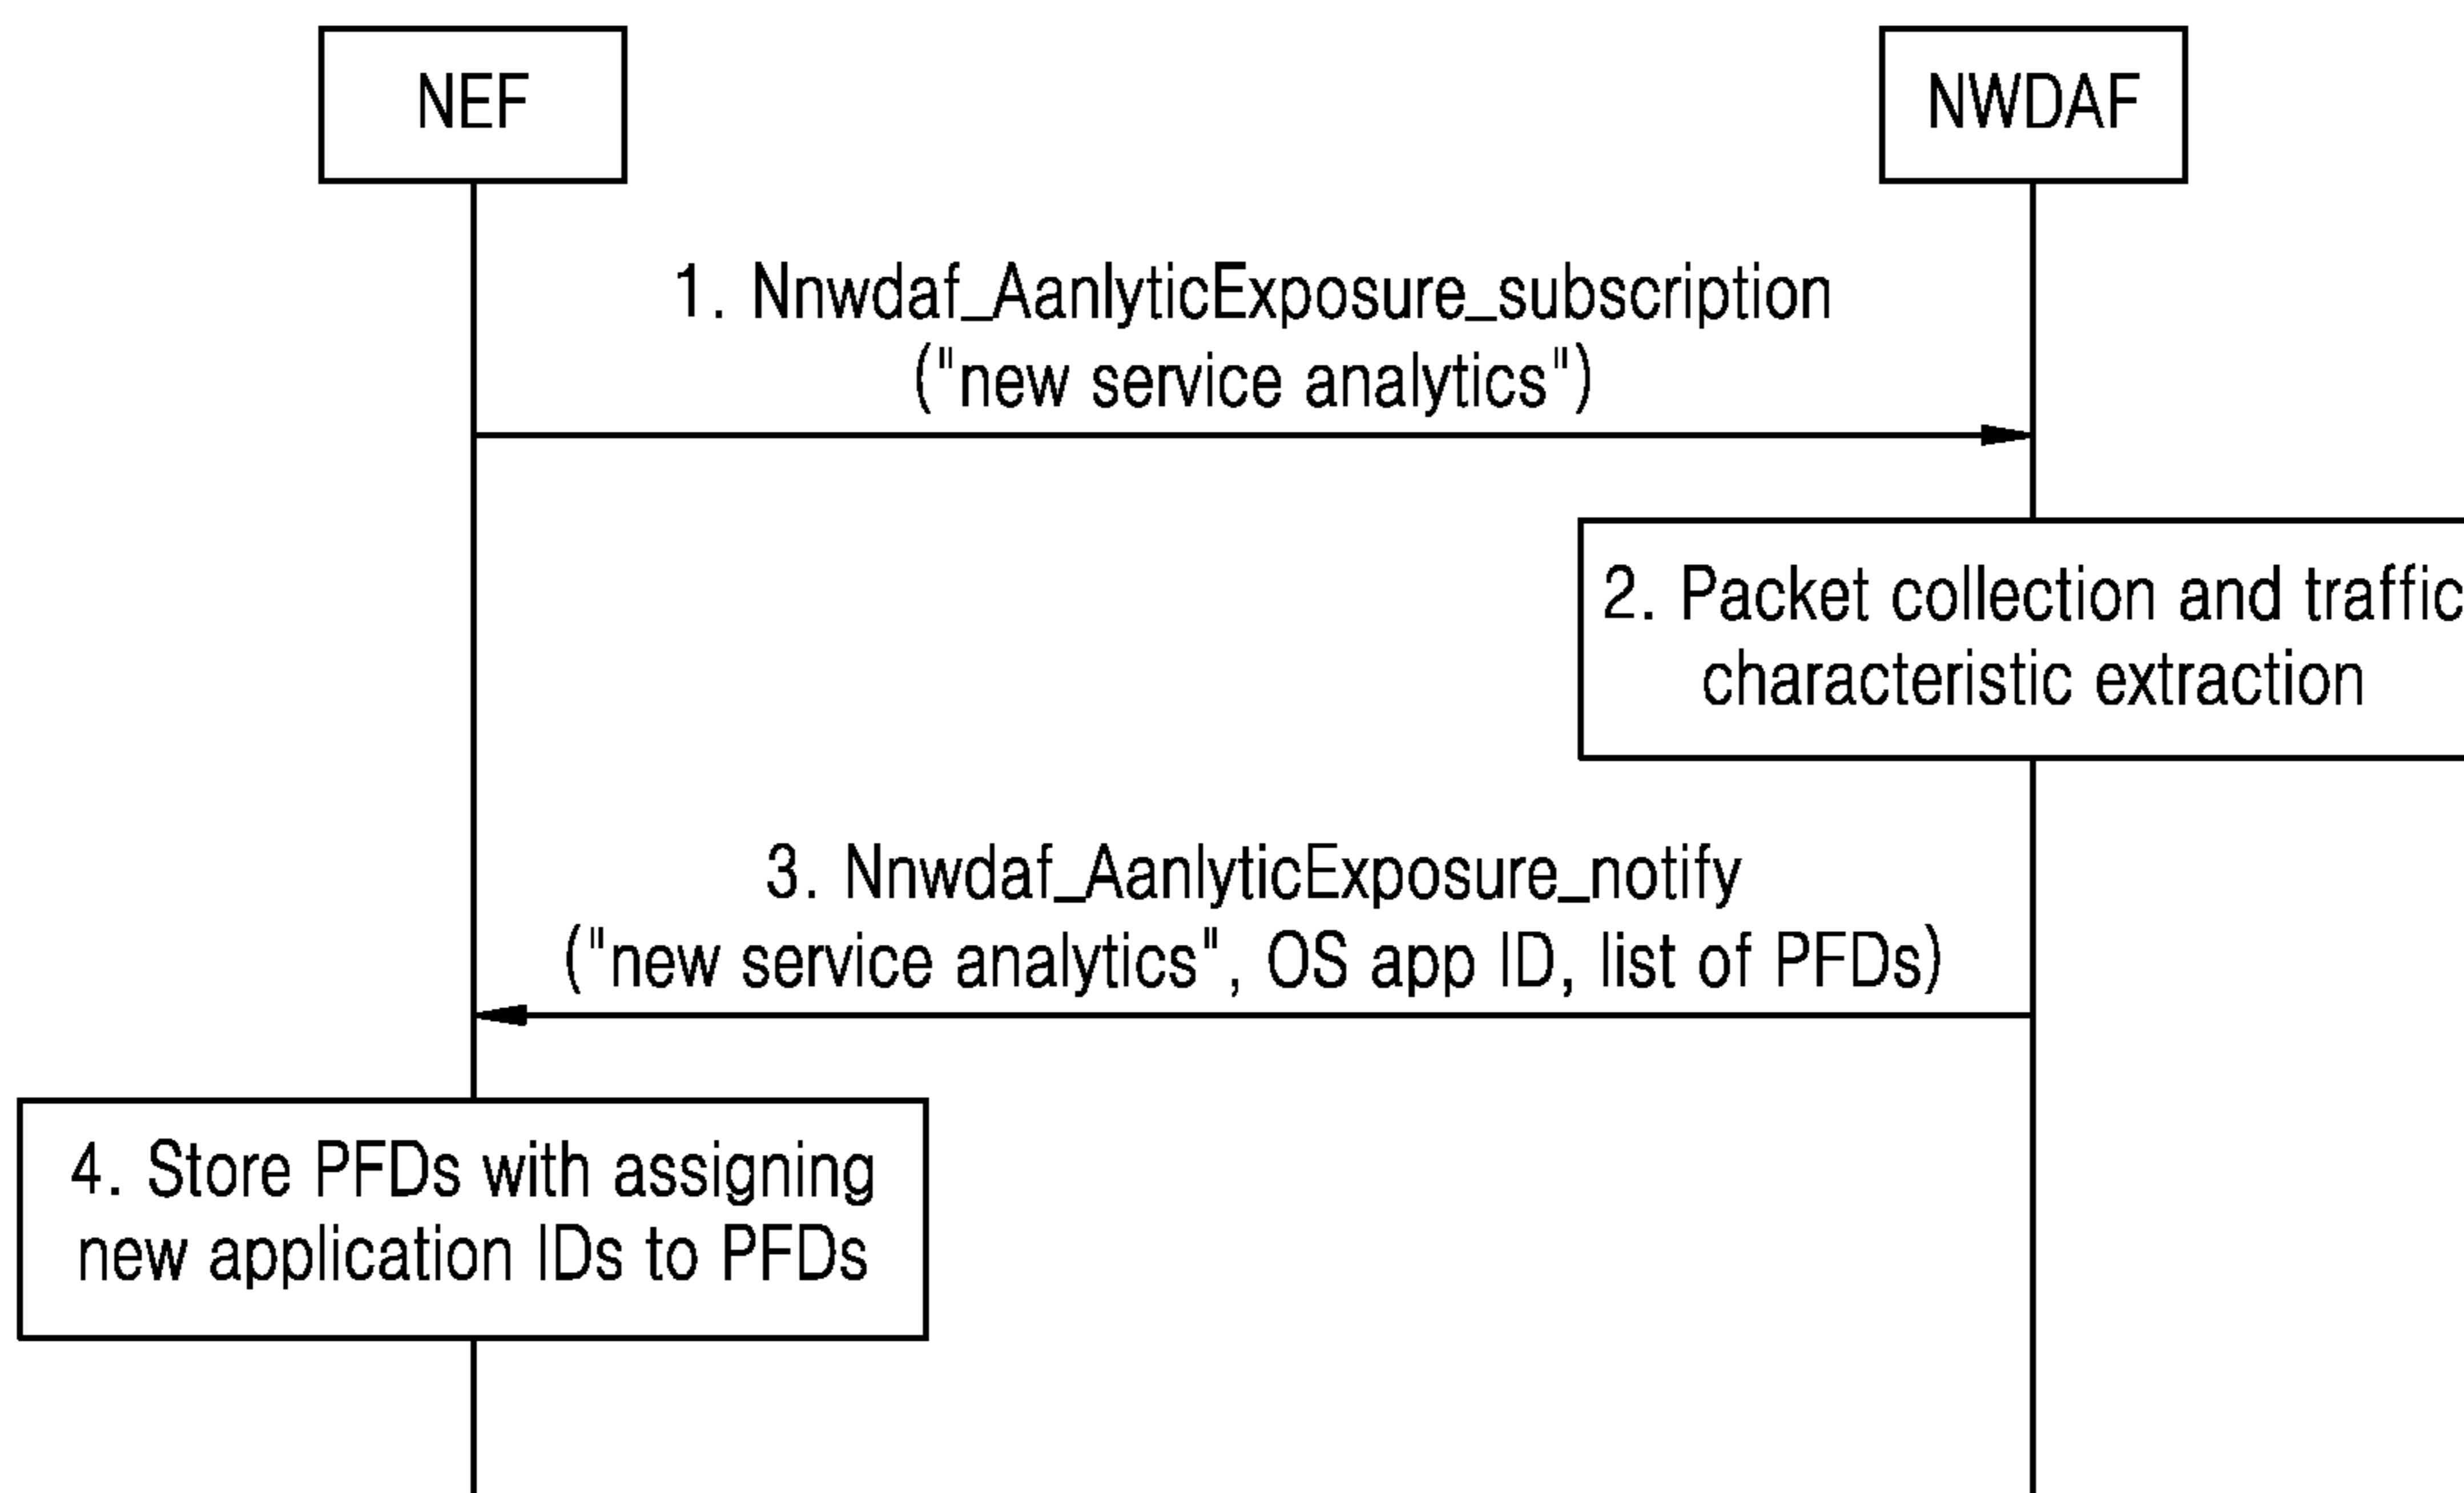 NEF
NWDAF
1. Nnwdaf_AanlyticExposure_subscription
("new service analytics")
2. Packet collection and traffic
characteristic extraction
3. Nnwdaf_AanlyticExposure_notify
("new service analytics", OS app ID, list of PFDs)
4. Store PFDs with assigning
new application IDs to PFDs